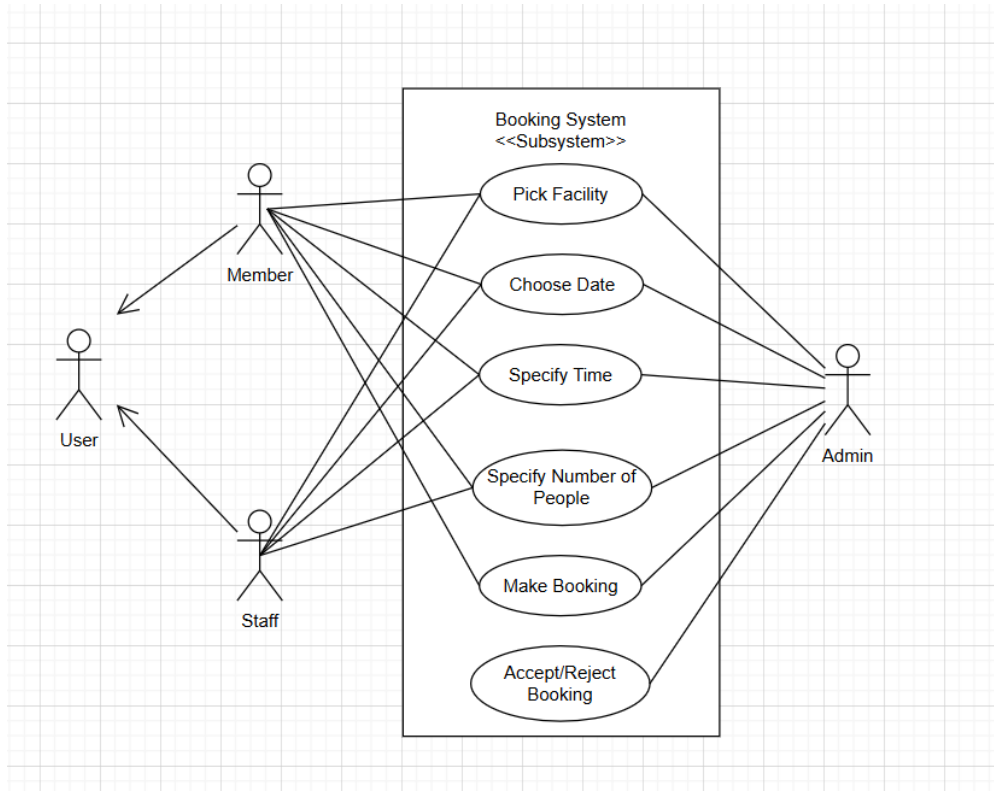 Booking System
<<Subsystem>>
Pick Facility
Member
Choose Date
Specify Time
User
Admin
Specify Number of
People
Make Booking
Staff
Accept/Reject
Booking